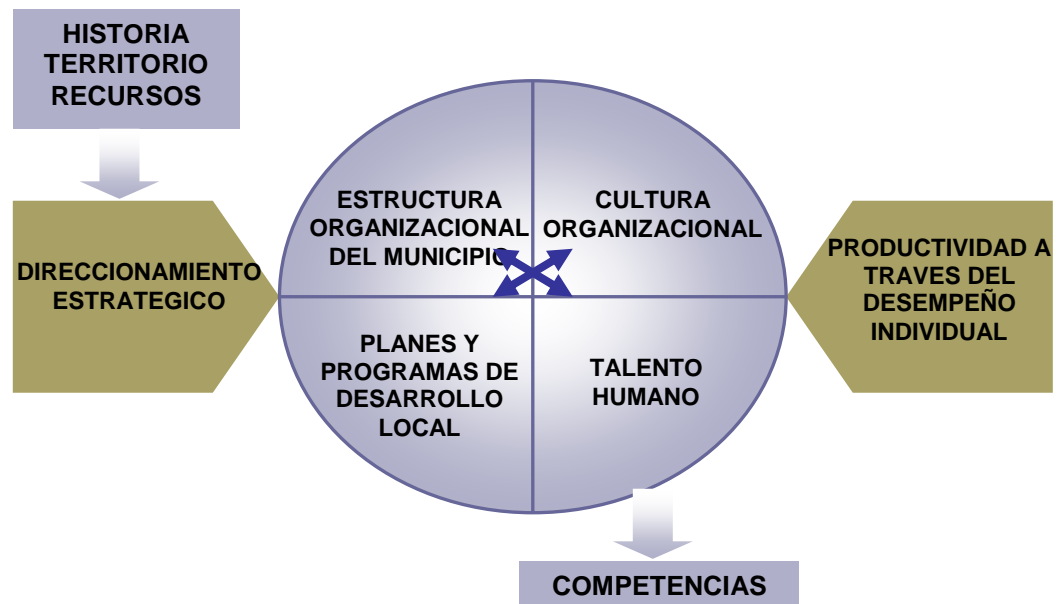 HISTORIA
TERRITORIO
RECURSOS
DIRECCIONAMIENTO
ESTRATEGICO
ESTRUCTURA
ORGANIZACIONAL
DEL MUNICIPIO
CULTURA
ORGANIZACIONAL
PLANES Y
PROGRAMAS DE
DESARROLLO
LOCAL
TALENTO
HUMANO
PRODUCTIVIDAD A
TRAVES DEL
DESEMPEÑO
INDIVIDUAL
COMPETENCIAS